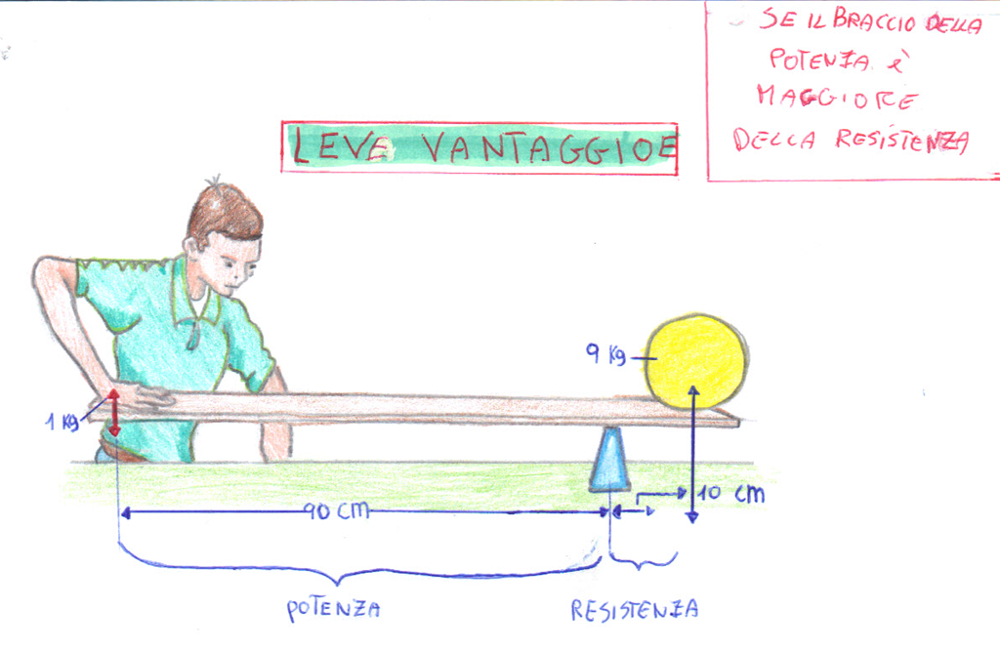 SE IL BRACCIO DELLA
POTENZA è
MAGGIORE
DELLA RESISTENZA
LEVE VANTAGGIOE
9 Kg
1 Kg
90 CM
10 CM
POTENZA
RESISTENZA